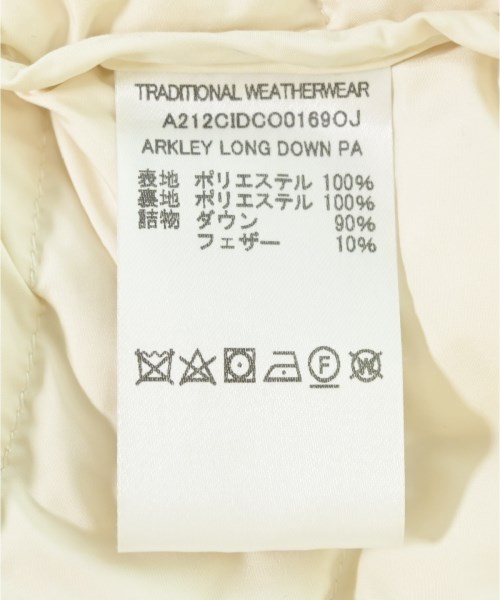 TRADITIONAL WEATHERWEAR
A212CIDCO0169OJ
ARKLEY LONG DOWN PA
表地 ポリエステル 100%
裏地 ポリエステル 100%
詰物 ダウン 90%
フェザー 10%
F
W